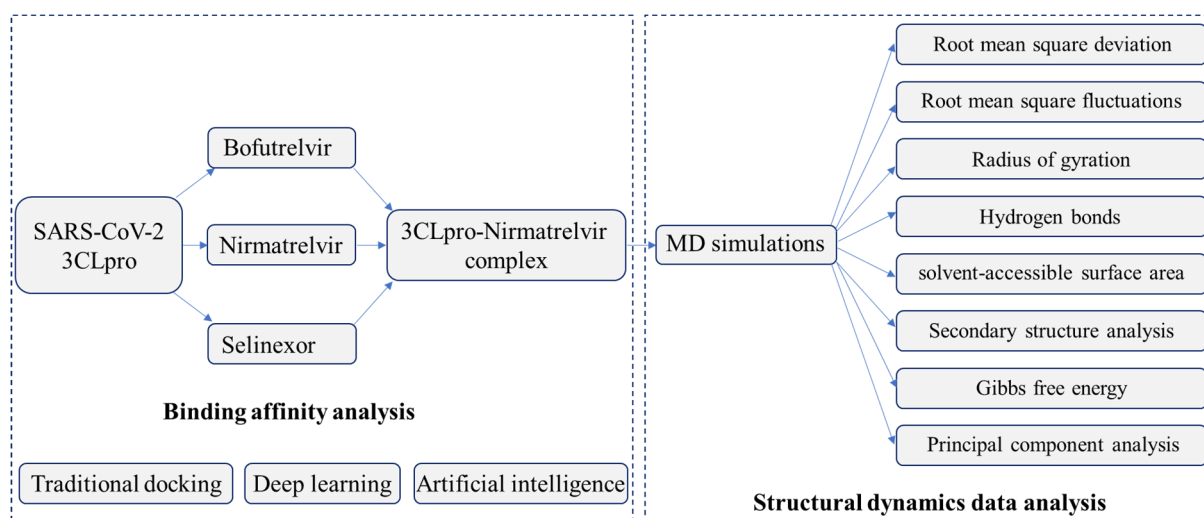 SARS-CoV-2
3CLpro
Bofutrelvir
Nirmatrelvir
Selinexor
3CLpro-Nirmatrelvir
complex
Binding affinity analysis
Traditional docking
Deep learning
Artificial intelligence
MD simulations
Root mean square deviation
Root mean square fluctuations
Radius of gyration
Hydrogen bonds
solvent-accessible surface area
Secondary structure analysis
Gibbs free energy
Principal component analysis
Structural dynamics data analysis